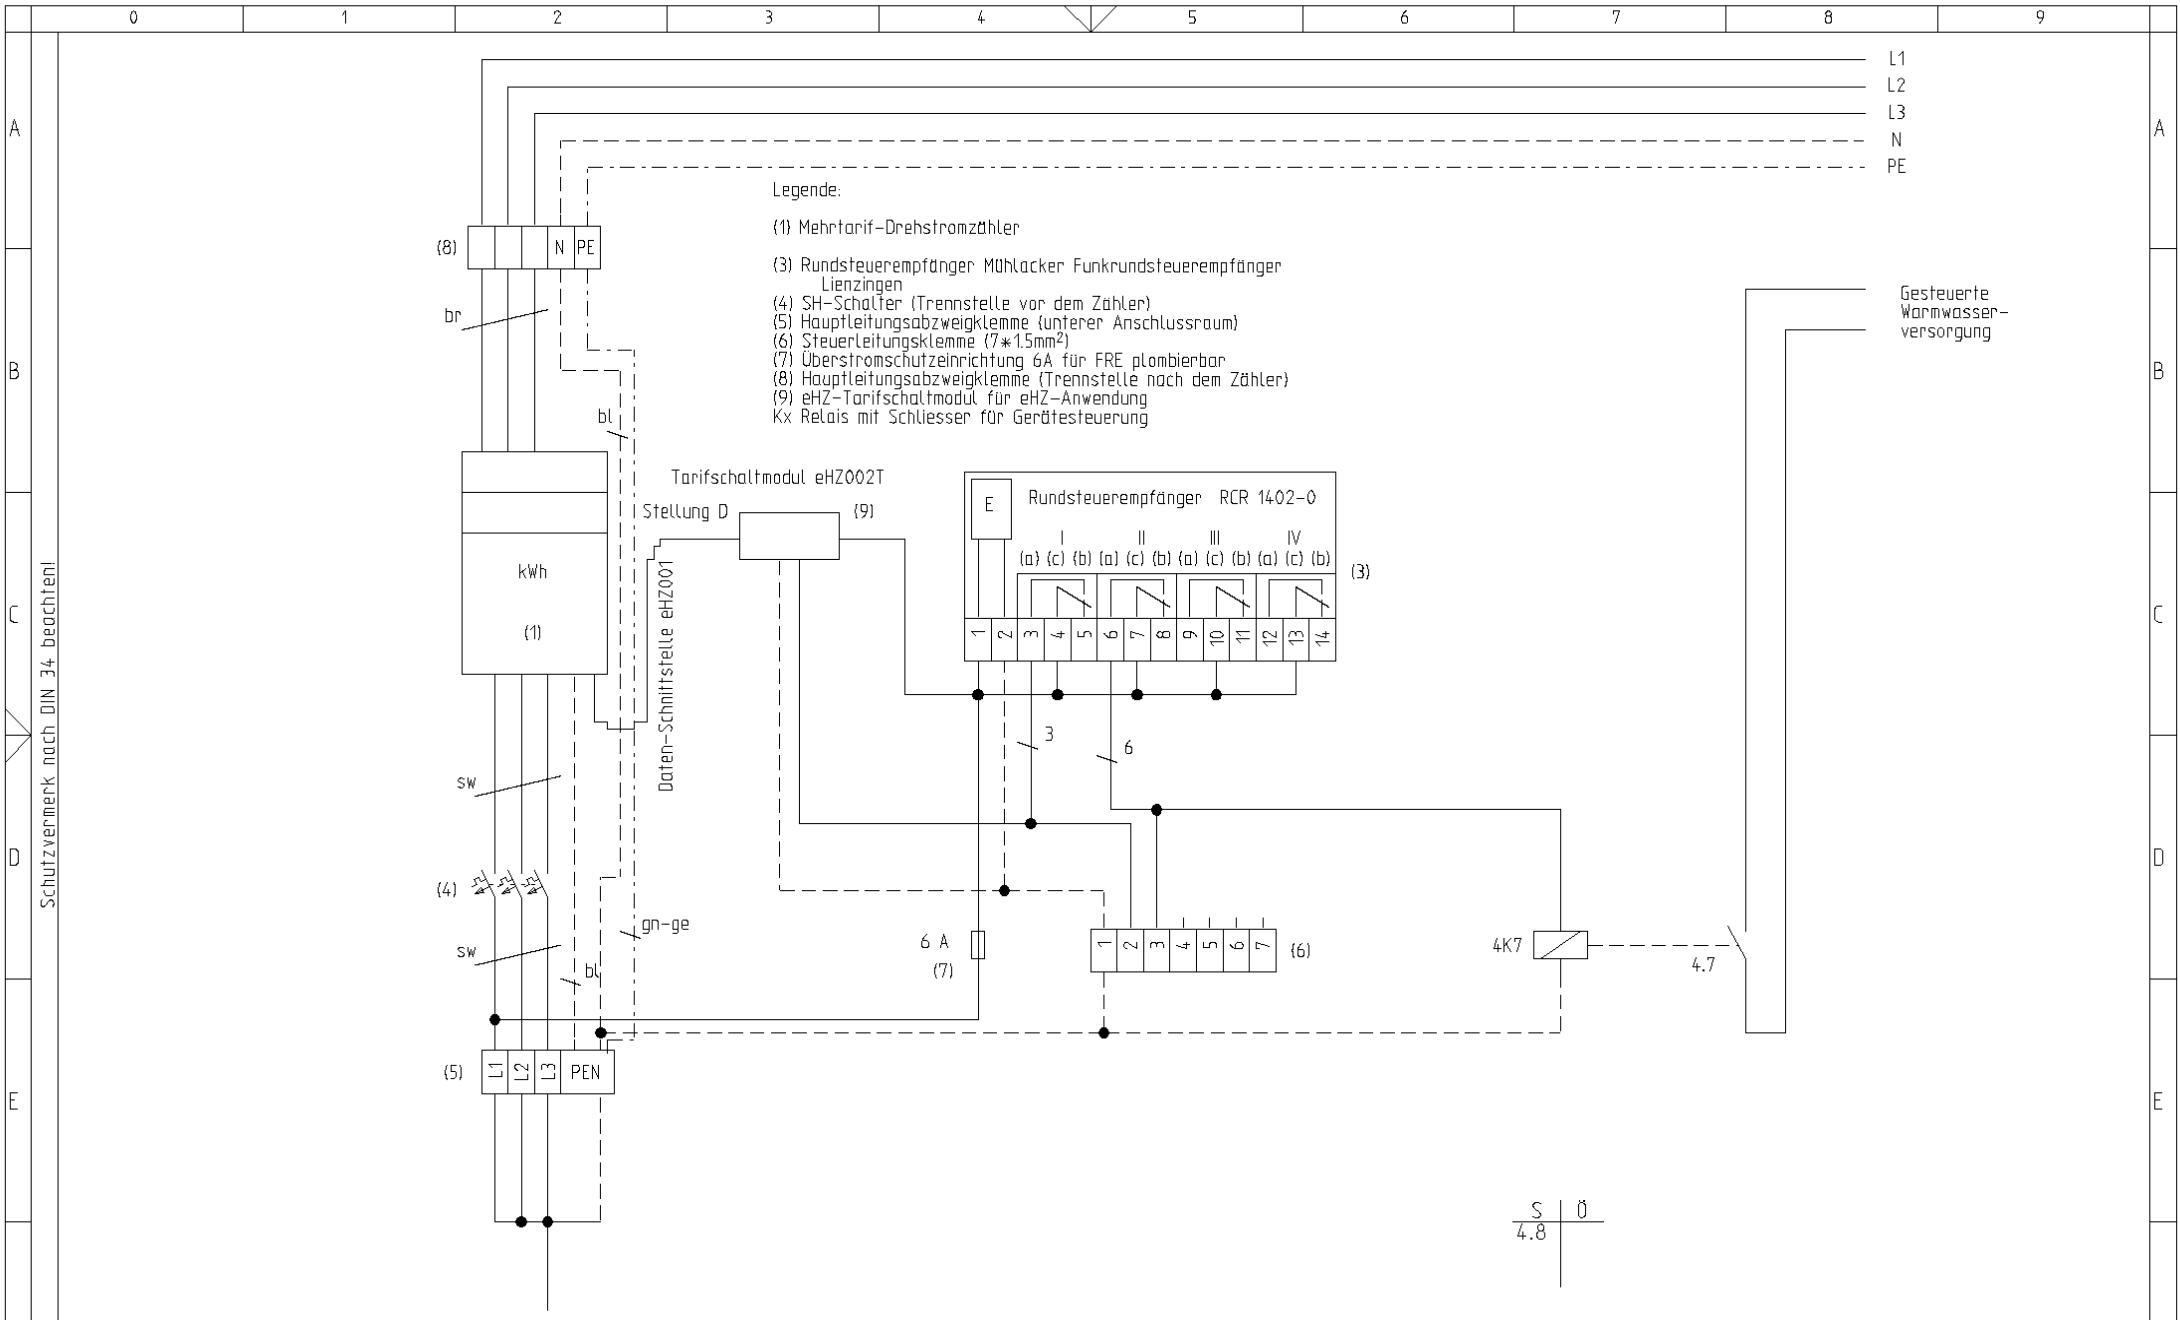 0 1 2 3 4 5 6 7 8 9
L1
L2
L3
A A
N
PE
Legende:
(1) Mehrtarif-Drehstromzähler
(8) N PE
(3) Rundsteuerempfänger Mühlacker Funkrundsteuerempfänger
Lienzingen
(4) SH-Schalter (Trennstelle vor dem Zähler)
(5) Hauptleitungsabzweigklemme (unterer Anschlussraum)
(6) Steuerleitungsklemme (7*1.5mm²)
(7) Überstromschutzeinrichtung 6A für FRE plombierbar
(8) Hauptleitungsabzweigklemme (Trennstelle nach dem Zähler)
(9) eHZ-Tarifschaltmodul für eHZ-Anwendung
Kx Relais mit Schliesser für Gerätesteuerung
Gesteuerte
Warmwasser-
versorgung
br
B B
bl
Tarifschaltmodul eHZ002T
Stellung D (9)
E Rundsteuerempfänger RCR 1402-0
I II III IV
(a) (c) (b) (a) (c) (b) (a) (c) (b) (a) (c) (b)
(3)
kWh
(1)
C C
1 2 3 4 5 6 7 8 9 10 11 12 13 14
Daten-Schnittstelle eHZ001
Schutzvermerk nach DIN 34 beachten!
3
6
sw
D D
(4)
gn-ge
sw
bl
6 A
(7)
1 2 3 4 5 6 7 (6)
4K7
4.7
(5) L1 L2 L3 PEN
E E
S Ö
4.8